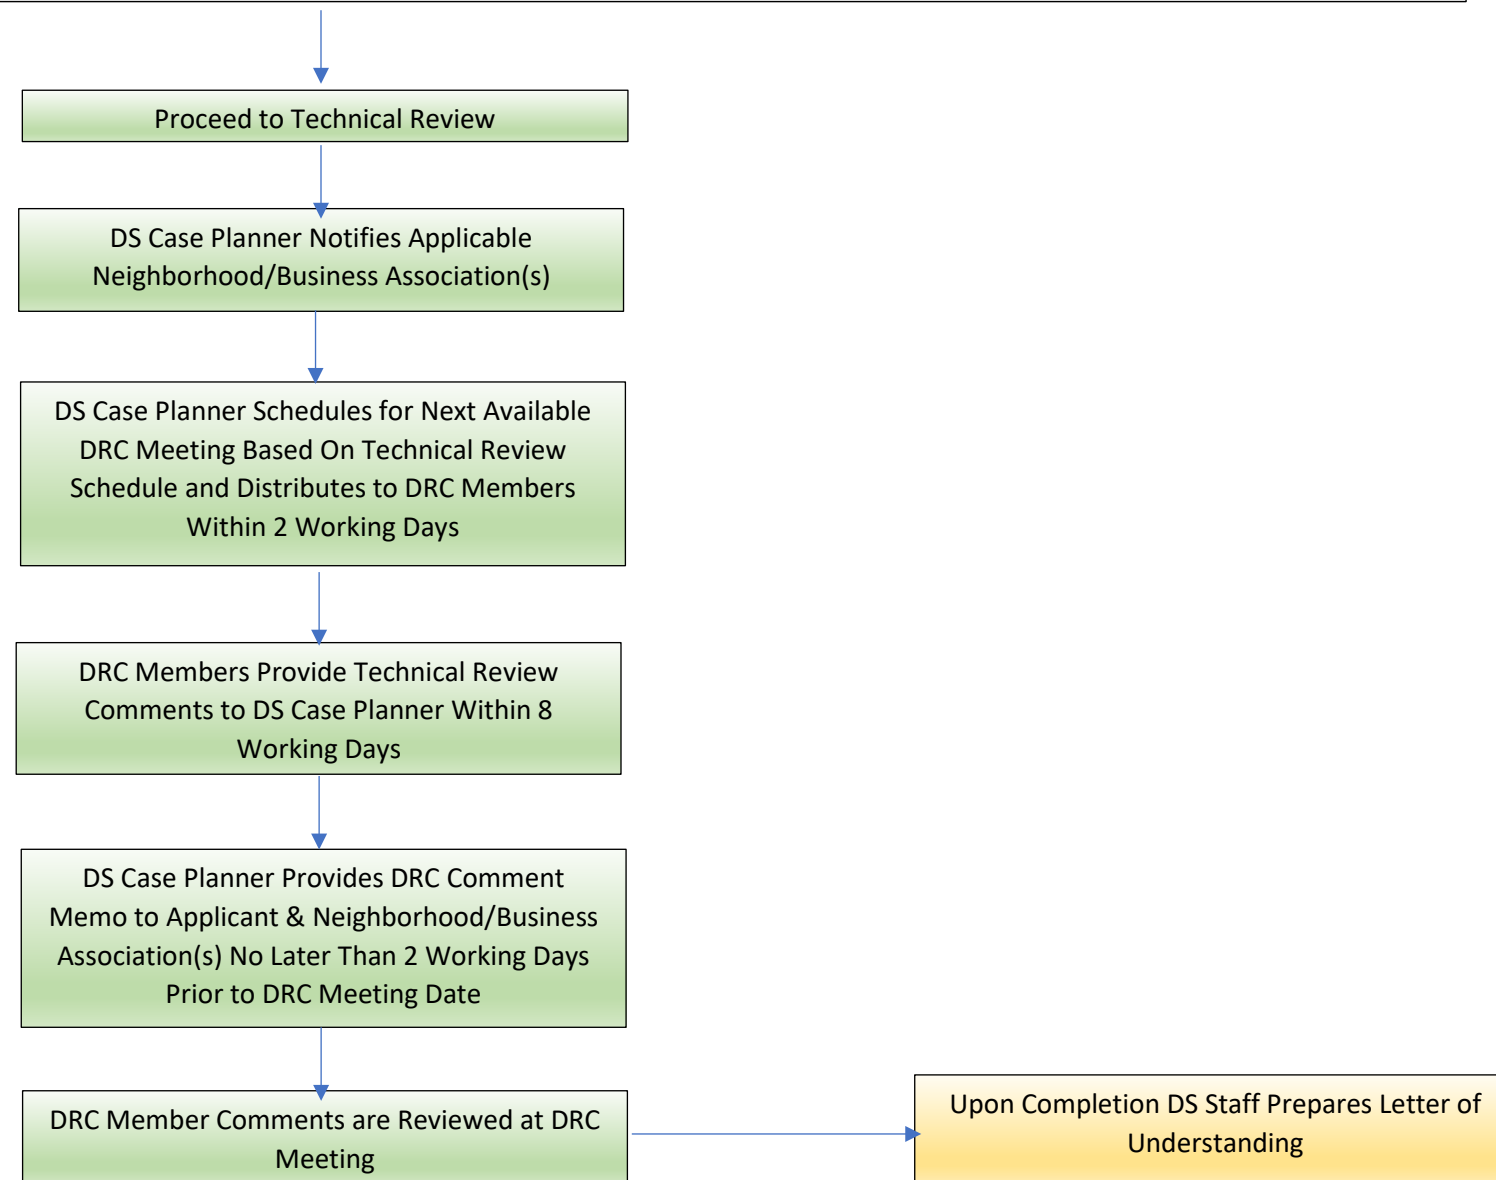 Proceed to Technical Review
DS Case Planner Notifies Applicable
Neighborhood/Business Association(s)
DS Case Planner Schedules for Next Available
DRC Meeting Based On Technical Review
Schedule and Distributes to DRC Members
Within 2 Working Days
DRC Members Provide Technical Review
Comments to DS Case Planner Within 8
Working Days
DS Case Planner Provides DRC Comment
Memo to Applicant & Neighborhood/Business
Association(s) No Later Than 2 Working Days
Prior to DRC Meeting Date
DRC Member Comments are Reviewed at DRC
Meeting
Upon Completion DS Staff Prepares Letter of
Understanding